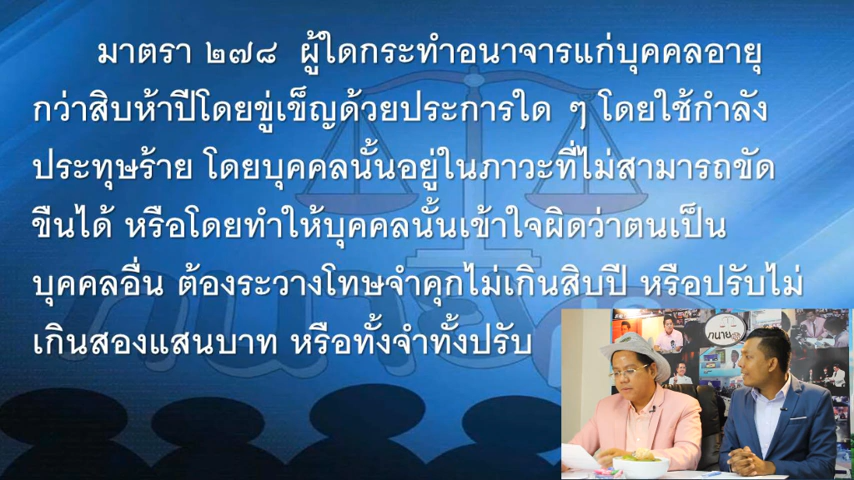 มาตรา ๒๗๘ ผู้ใดกระทำอนาจารแก่บุคคลอายุ
กว่าสิบห้าปีโดยขู่เข็ญด้วยประการใด ๆ โดยใช้กำลัง
ประทุษร้าย โดยบุคคลนั้นอยู่ในภาวะที่ไม่สามารถขัด
ขืนได้ หรือโดยทำให้บุคคลนั้นเข้าใจผิดว่าตนเป็น
บุคคลอื่น ต้องระวางโทษจำคุกไม่เกินสิบปี หรือปรับไม่
เกินสองแสนบาท หรือทั้งจำทั้งปรับ
ทนาย